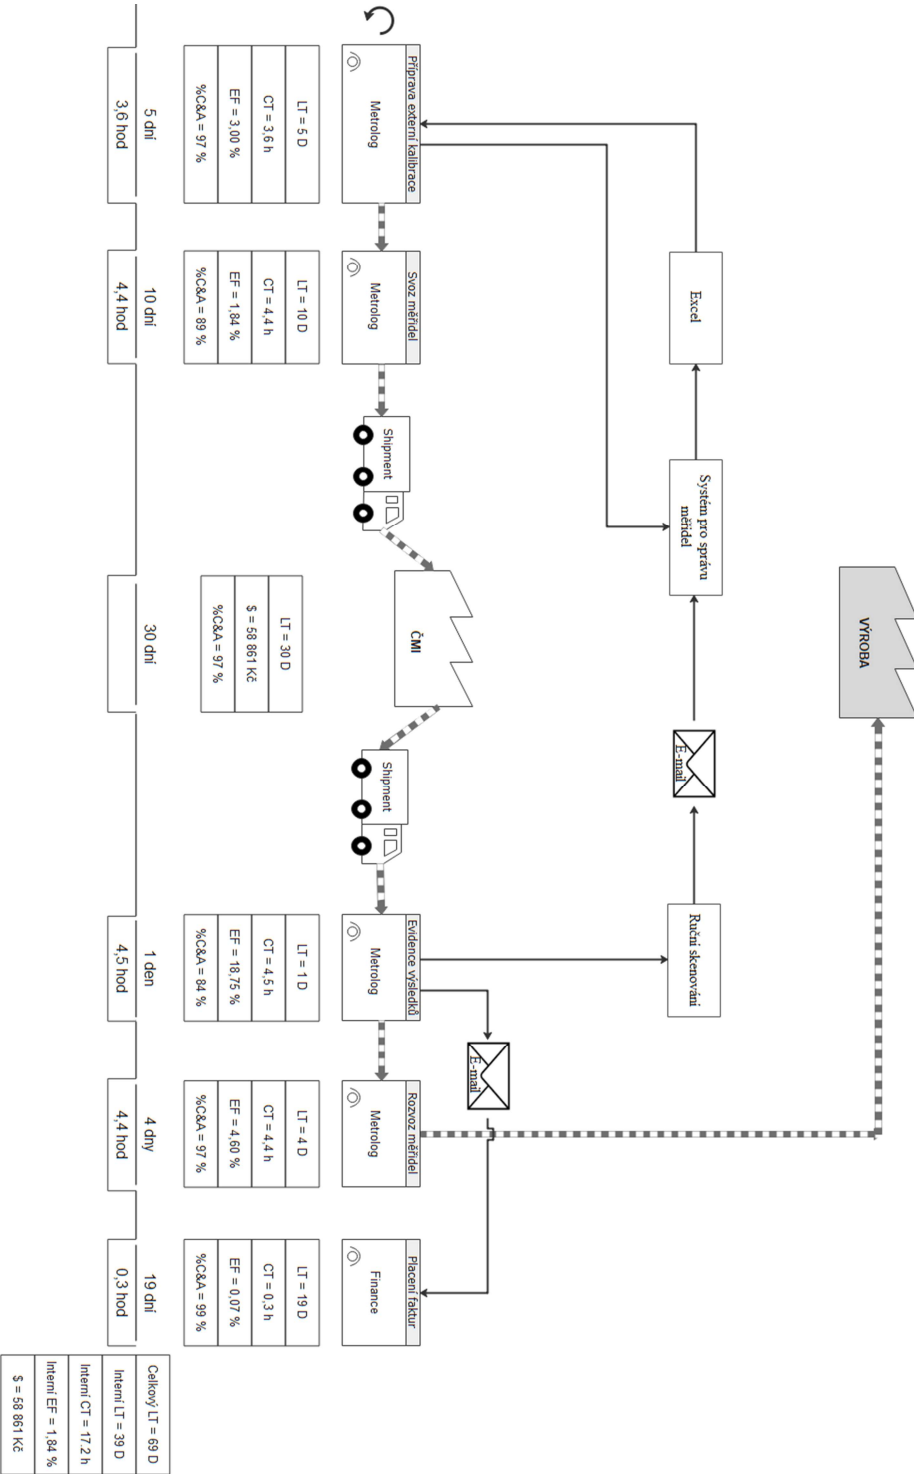 VÝROBA
Excel
Systém pro správu
měřidel
E-mail
Ruční skenování
E-mail
Příprava externí kalibrace
Metrolog
Svoz měřidel
Metrolog
Shipment
ČMI
Shipment
Evidence výsledků
Metrolog
Rozvoz měřidel
Metrolog
Placení faktur
Finance
LT = 5 D
CT = 3,6 h
EF = 3,00 %
%C&A = 97 %
LT = 10 D
CT = 4,4 h
EF = 1,84 %
%C&A = 89 %
LT = 30 D
$ = 58 861 Kč
%C&A = 97 %
LT = 1 D
CT = 4,5 h
EF = 18,75 %
%C&A = 84 %
LT = 4 D
CT = 4,4 h
EF = 4,60 %
%C&A = 97 %
LT = 19 D
CT = 0,3 h
EF = 0,07 %
%C&A = 99 %
5 dní
3,6 hod
10 dní
4,4 hod
30 dní
1 den
4,5 hod
4 dny
4,4 hod
19 dní
0,3 hod
Celkový LT = 69 D
Interní LT = 39 D
Interní CT = 17.2 h
Interní EF = 1,84 %
$ = 58 861 Kč